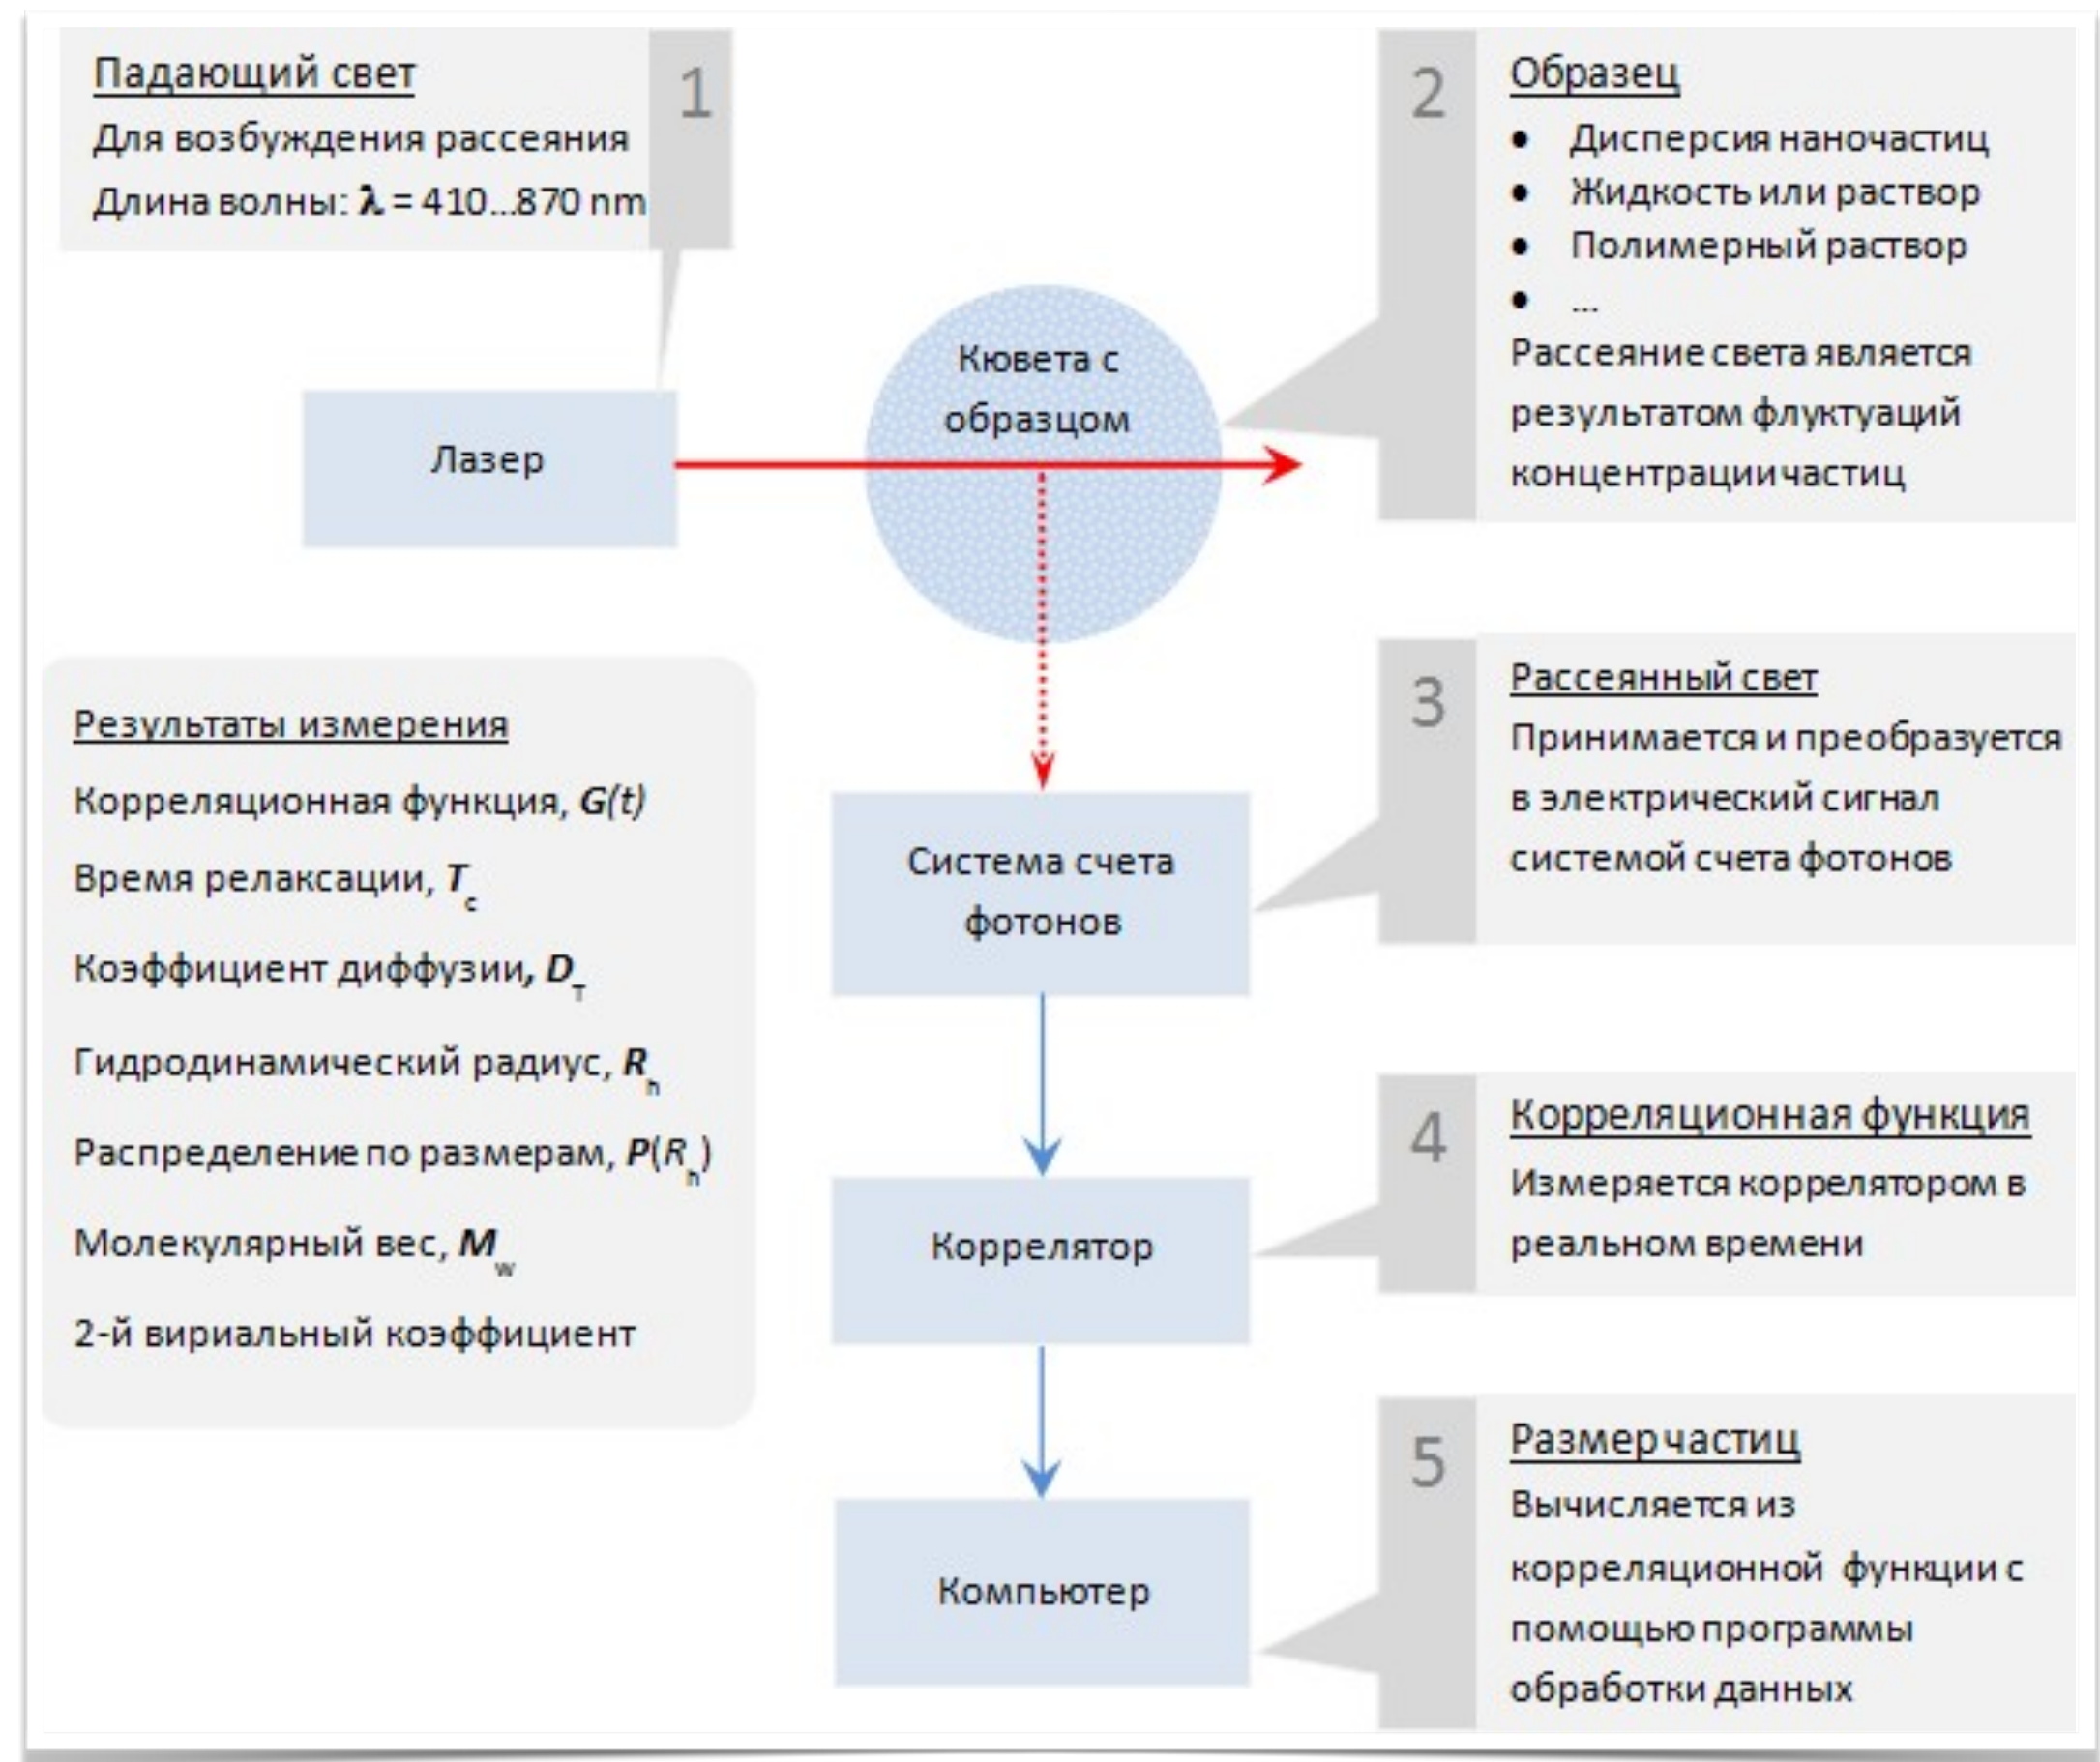 Падающий свет
Для возбуждения рассеяния
Длина волны: λ = 410...870 nm
1
2
Образец
• Дисперсия наночастиц
• Жидкость или раствор
• Полимерный раствор
• ...
Рассеяние света является
результатом флуктуаций
концентрации частиц
Лазер
Кювета с
образцом
Результаты измерения
Корреляционная функция, G(t)
Время релаксации, Tc
Коэффициент диффузии, DT
Гидродинамический радиус, Rh
Распределение по размерам, P(Rh)
Молекулярный вес, Mw
2-й вириальный коэффициент
3
Рассеянный свет
Принимается и преобразуется
в электрический сигнал
системой счета фотонов
Система счета
фотонов
4
Корреляционная функция
Измеряется коррелятором в
реальном времени
Коррелятор
5
Размер частиц
Вычисляется из
корреляционной функции с
помощью программы
обработки данных
Компьютер